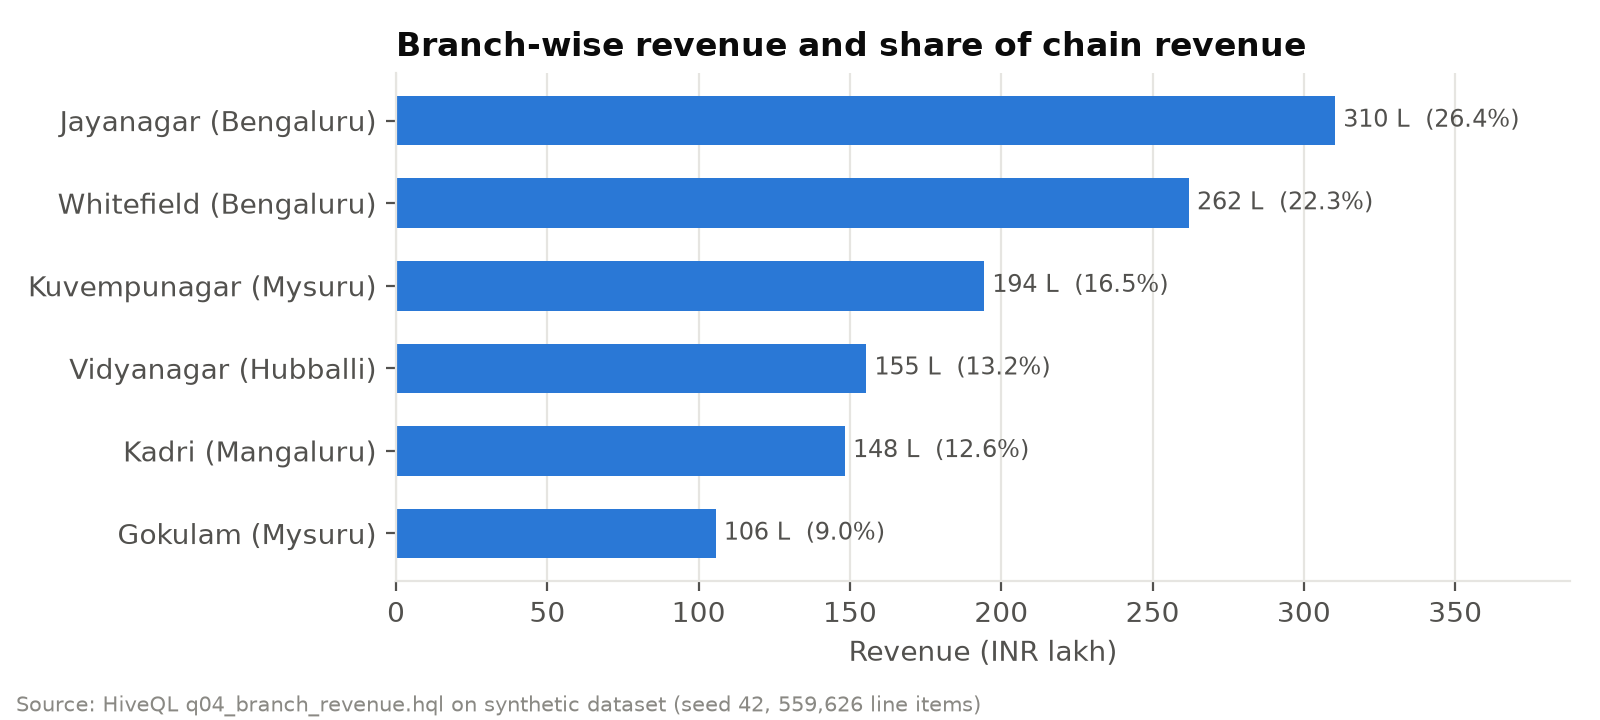 Branch-wise revenue and share of chain revenue
Jayanagar (Bengaluru) 310 L (26.4%)
Whitefield (Bengaluru) 262 L (22.3%)
Kuvempunagar (Mysuru) 194 L (16.5%)
Vidyanagar (Hubballi) 155 L (13.2%)
Kadri (Mangaluru) 148 L (12.6%)
Gokulam (Mysuru) 106 L (9.0%)
0 50 100 150 200 250 300 350
Revenue (INR lakh)
Source: HiveQL q04_branch_revenue.hql on synthetic dataset (seed 42, 559,626 line items)